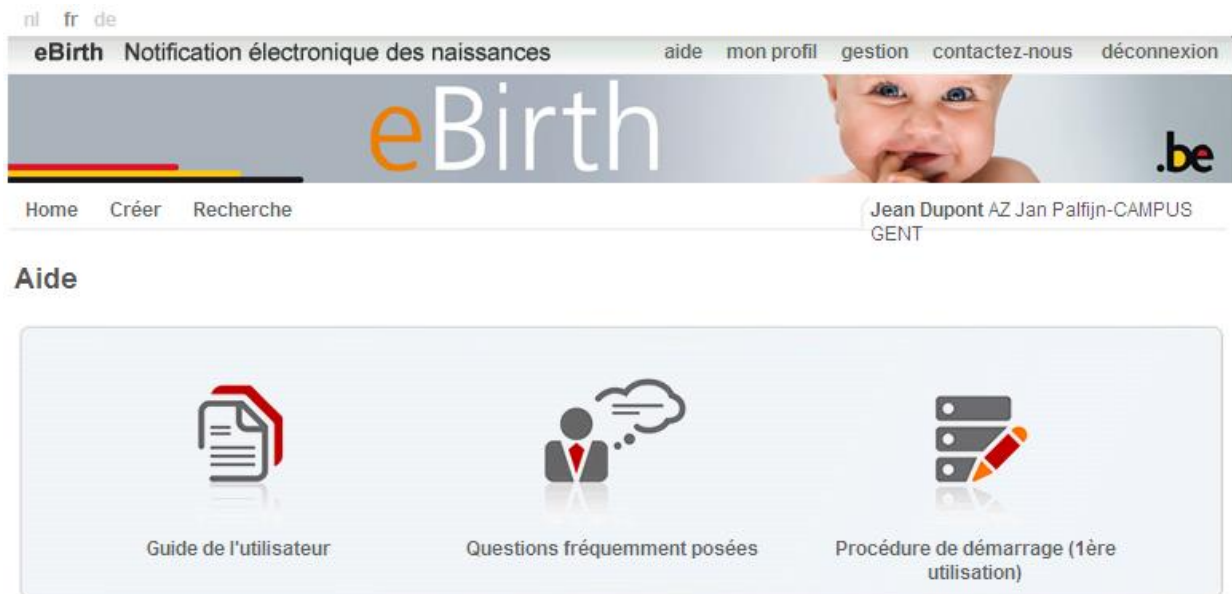 nl fr de
eBirth Notification électronique des naissances aide mon profil gestion contactez-nous déconnexion
eBirth
.be
Home Créer Recherche Jean Dupont AZ Jan Palfijn-CAMPUS
GENT
Aide
Guide de l'utilisateur Questions fréquemment posées Procédure de démarrage (1ère
utilisation)